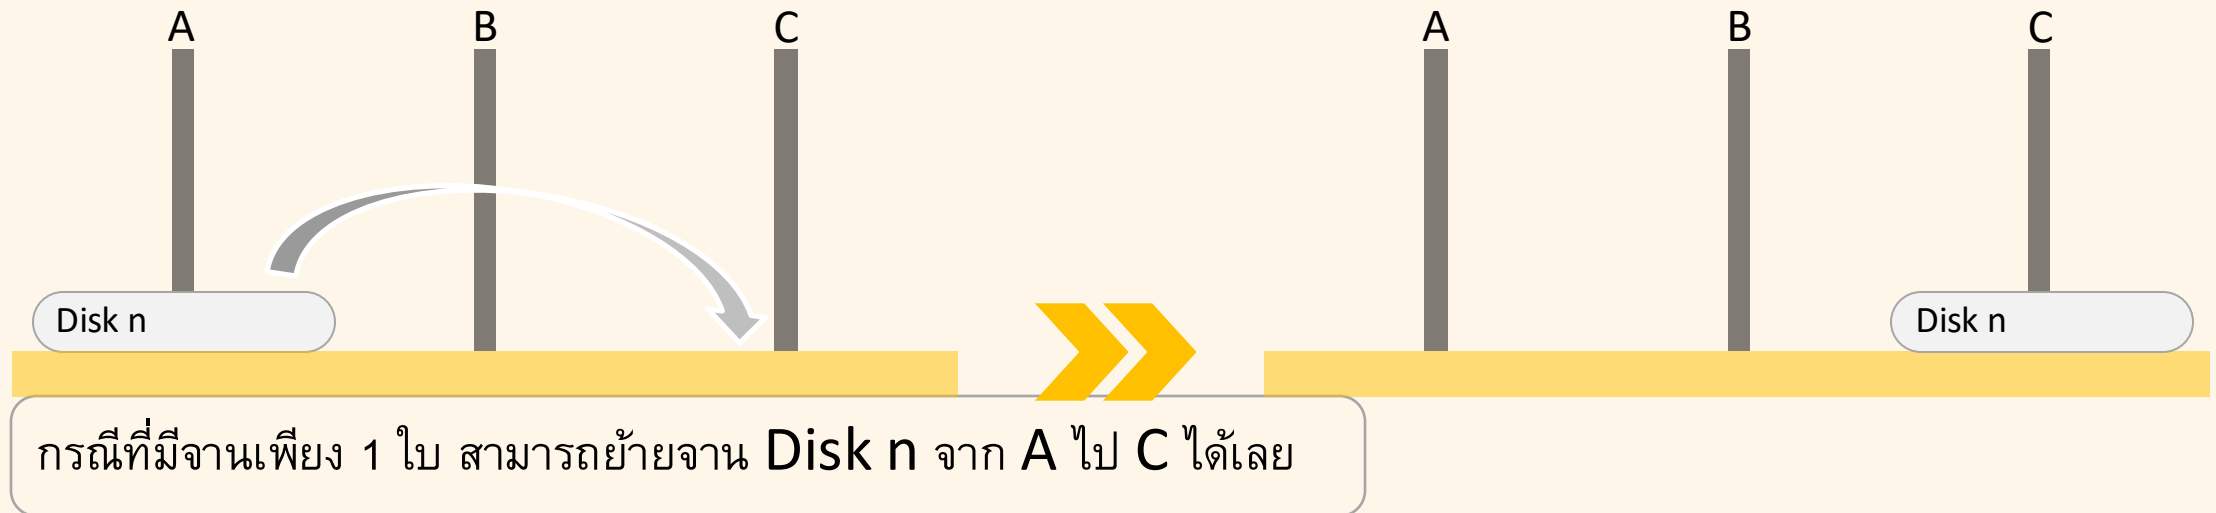 A B C A B C
Disk n Disk n
กรณีที่มีจานเพียง 1 ใบ สามารถย้ายจาน Disk n จาก A ไป C ได้เลย